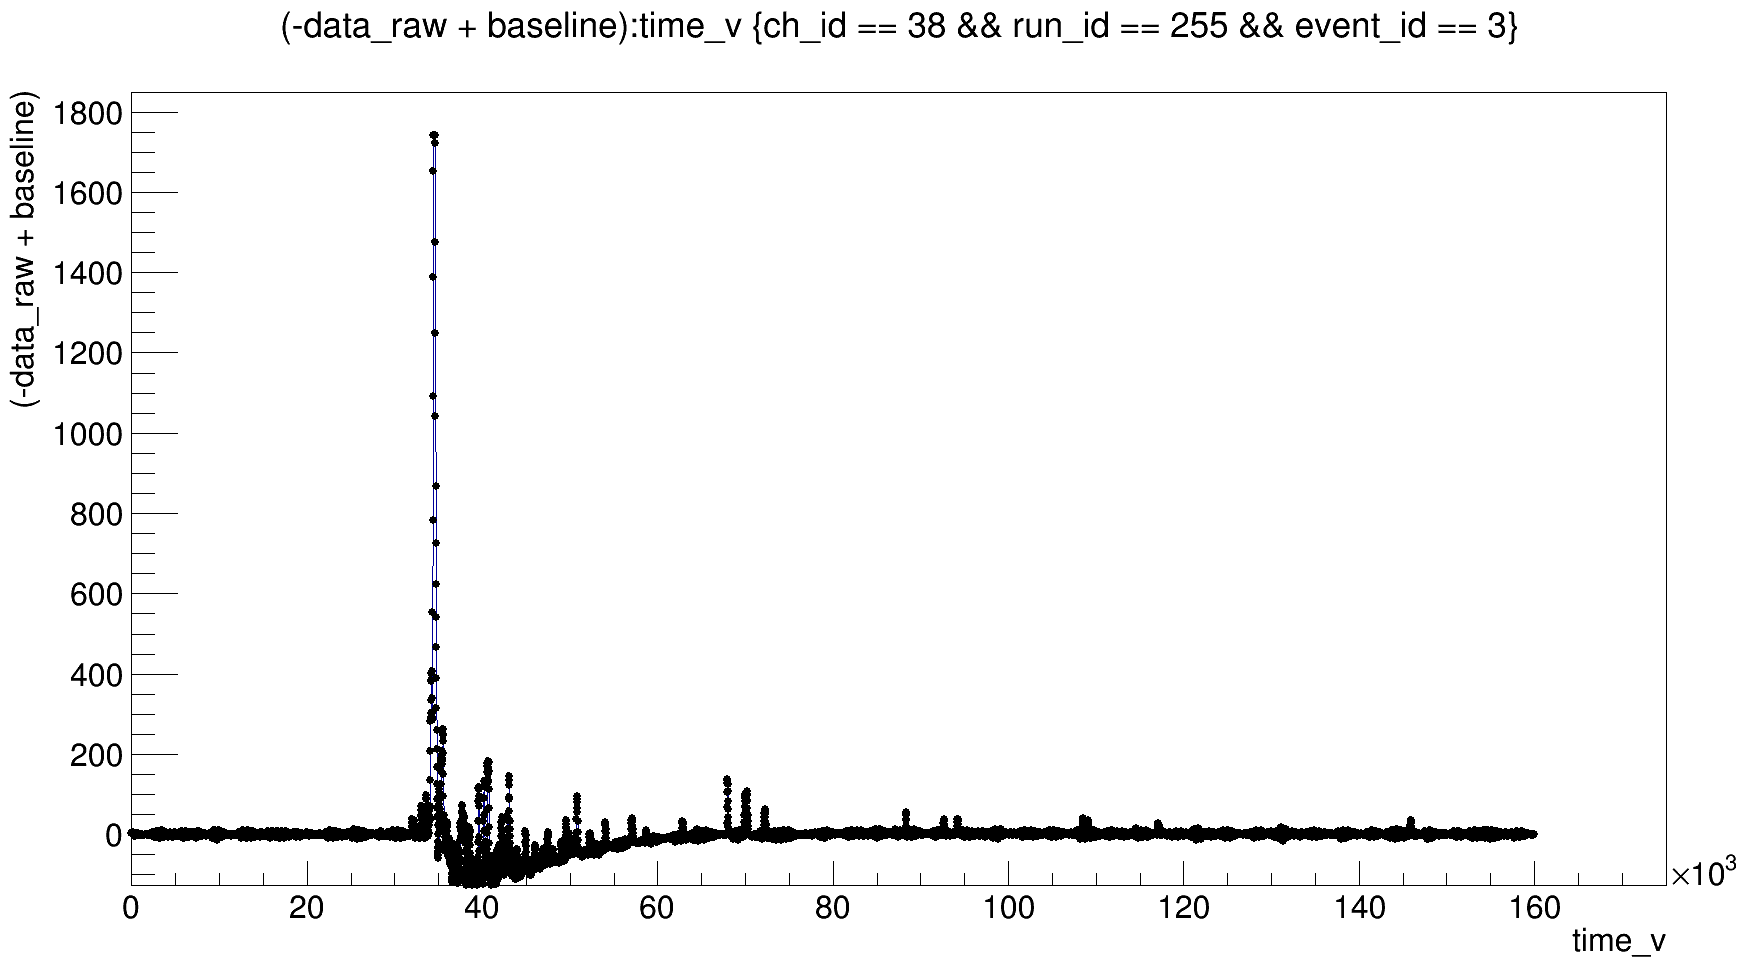 (-data_raw + baseline):time_v {ch_id == 38 && run_id == 255 && event_id == 3}
(-data_raw + baseline)
1800
1600
1400
1200
1000
800
600
400
200
0
0 20 40 60 80 100 120 140 160
×10³
time_v